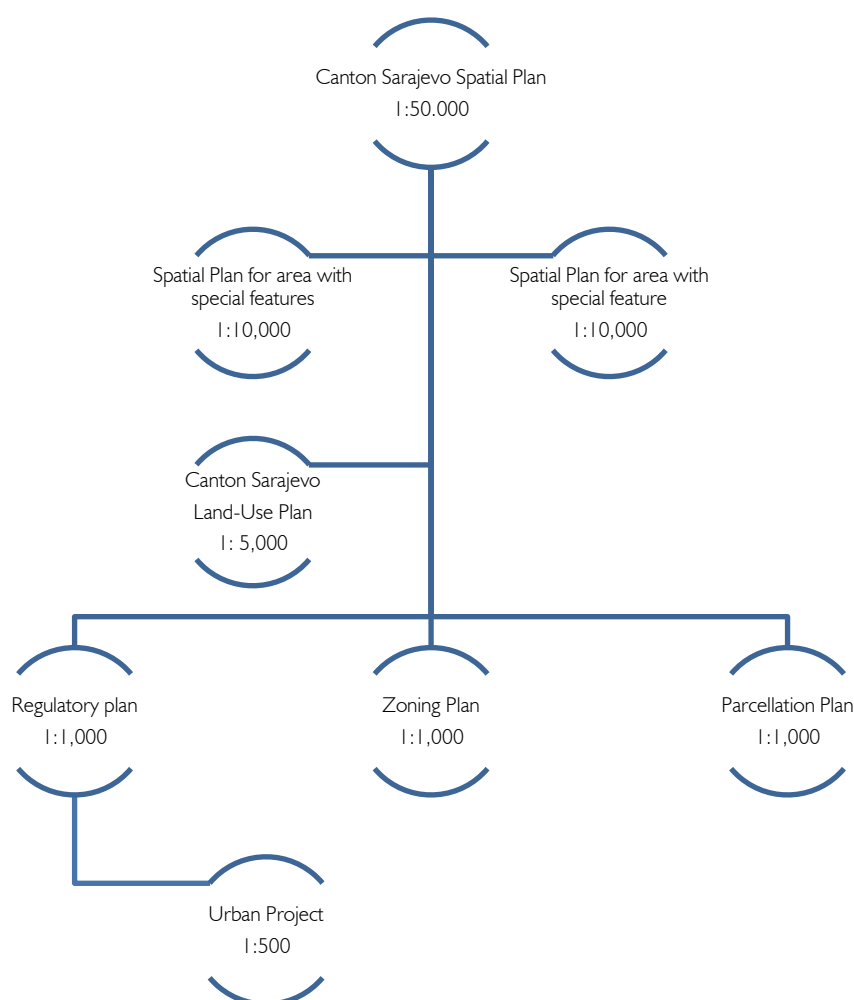 Canton Sarajevo Spatial Plan
1:50.000
Spatial Plan for area with
special features
1:10,000
Spatial Plan for area with
special feature
1:10,000
Canton Sarajevo
Land-Use Plan
1: 5,000
Regulatory plan
1:1,000
Zoning Plan
1:1,000
Parcellation Plan
1:1,000
Urban Project
1:500